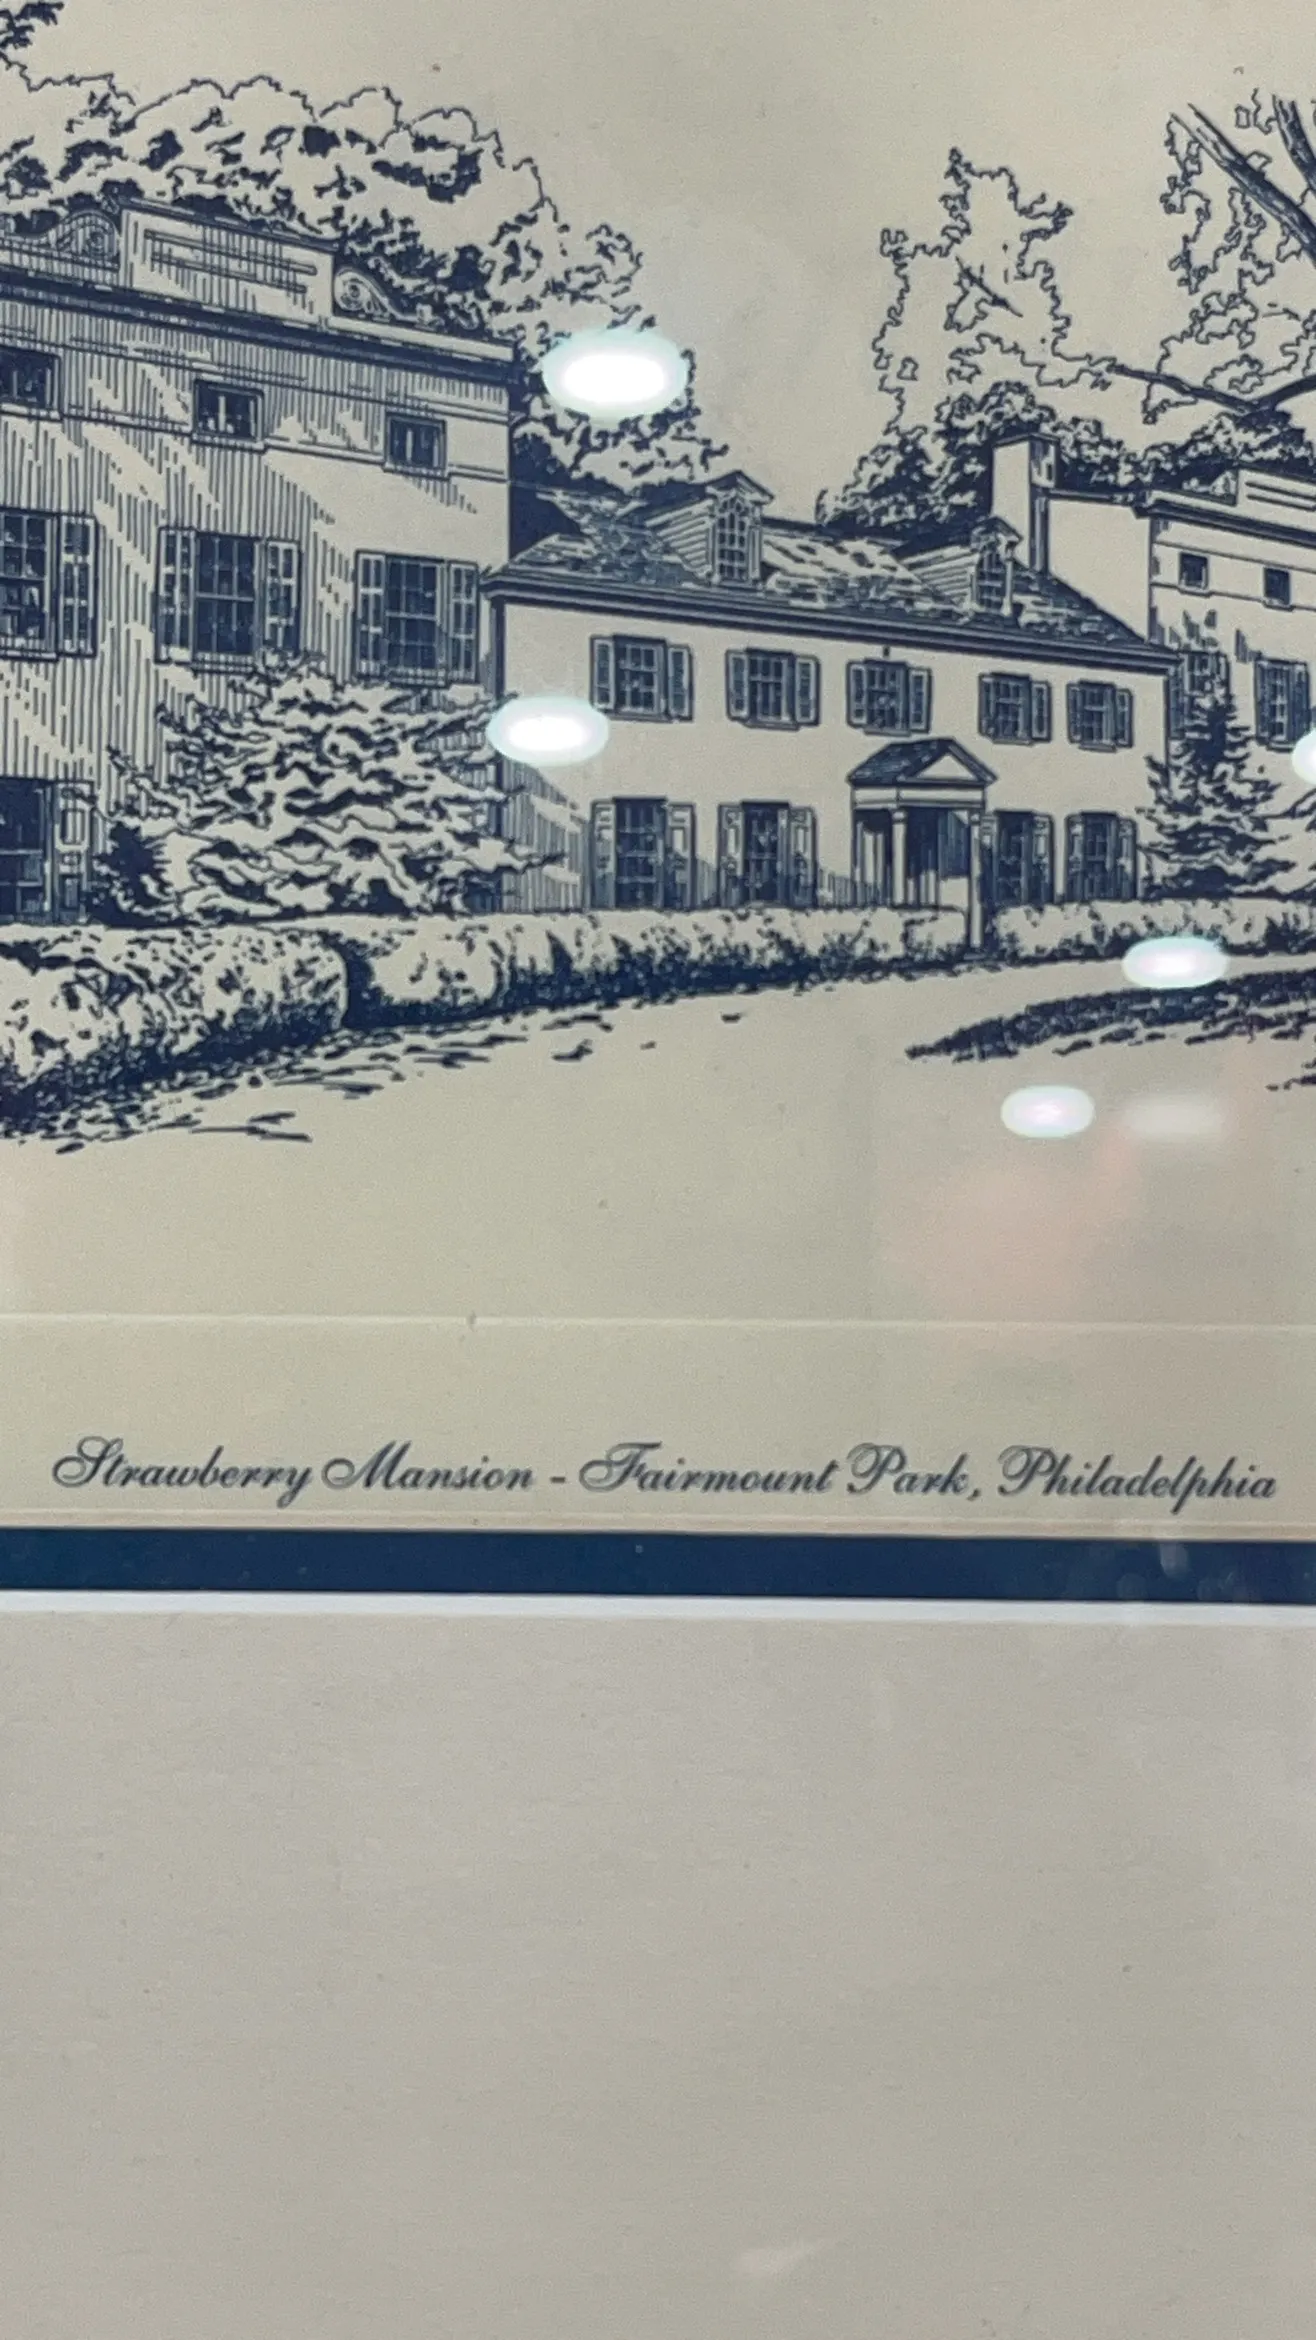 Strawberry Mansion - Fairmount Park, Philadelphia